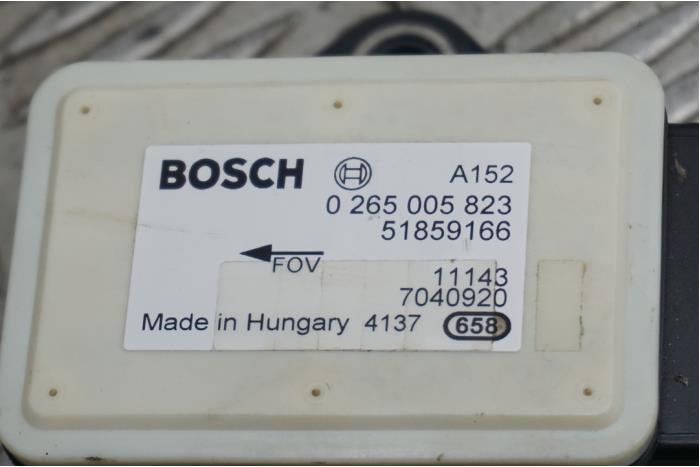 BOSCH A152
0 265 005 823
51859166
FOV
11143
7040920
Made in Hungary 4137 658